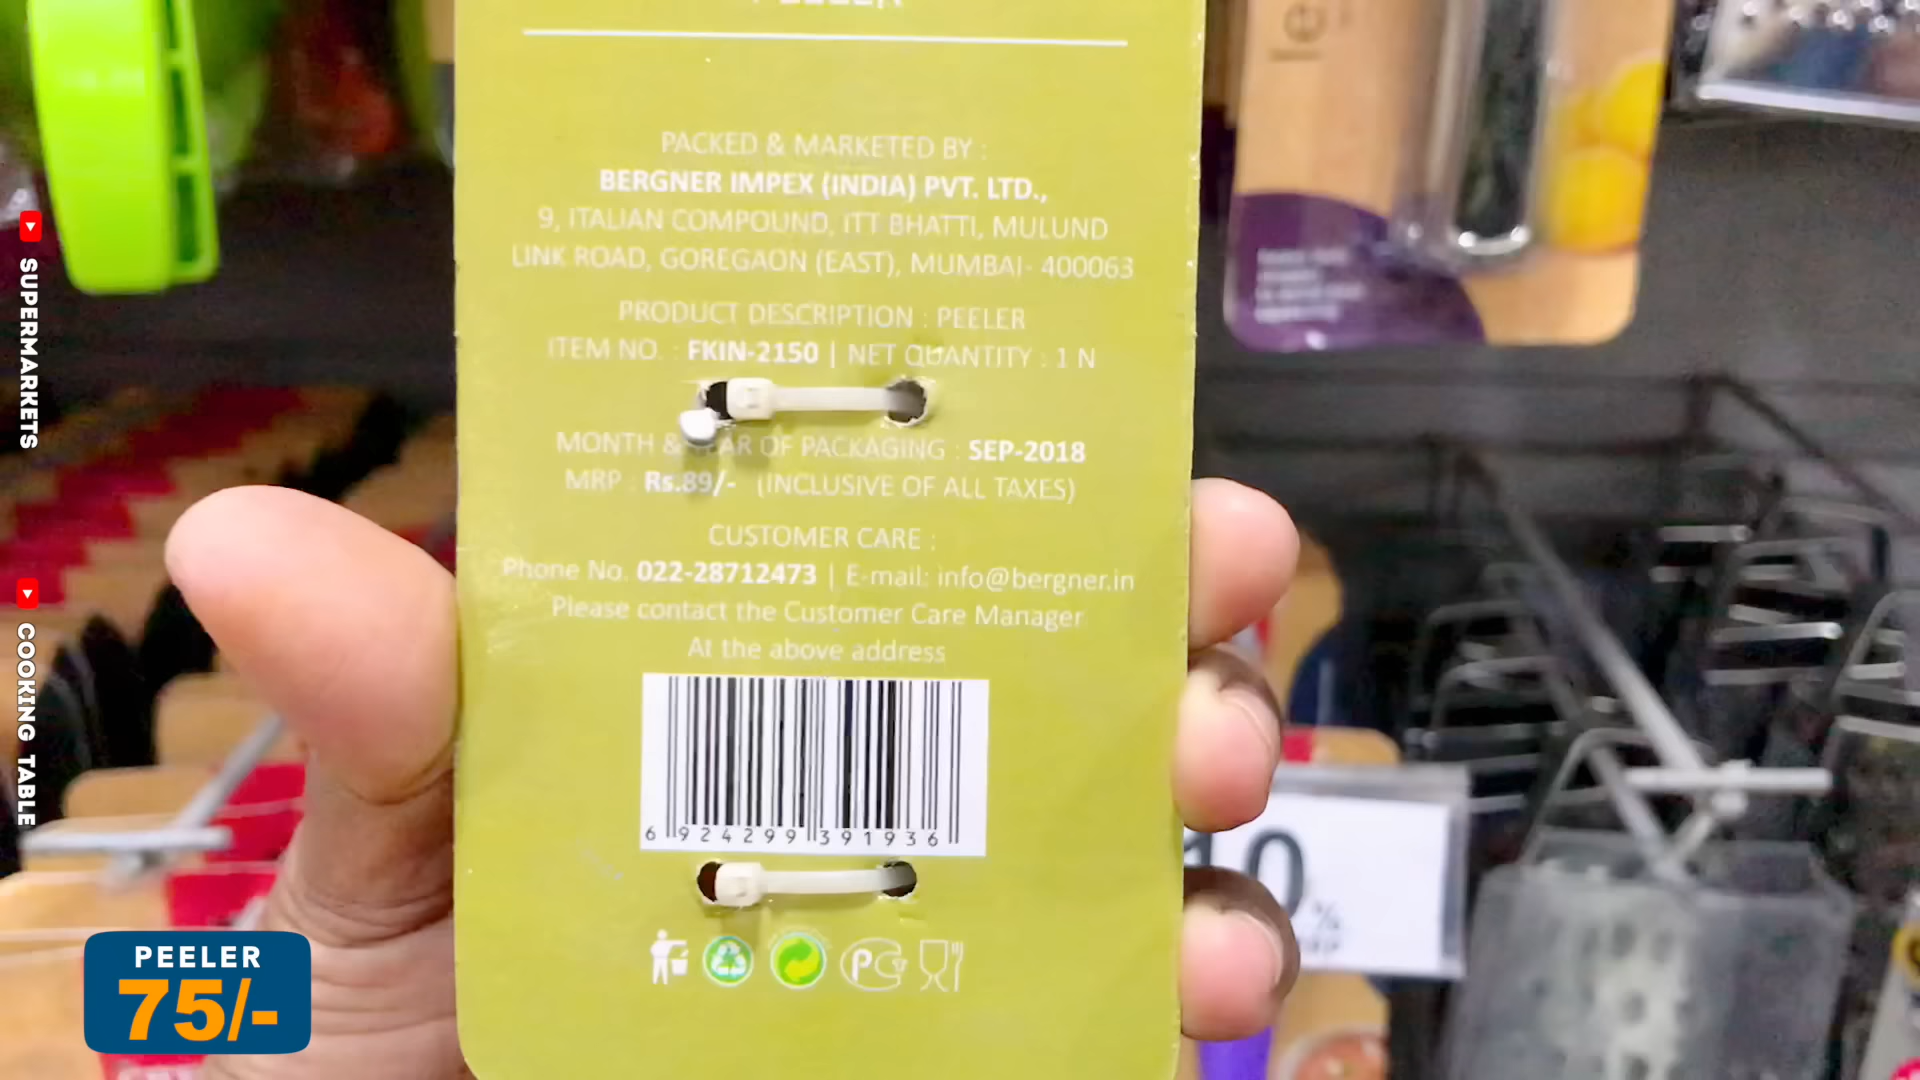 PEELER
PACKED & MARKETED BY :
BERGNER IMPEX (INDIA) PVT. LTD.,
9, ITALIAN COMPOUND, ITT BHATTI, MULUND
LINK ROAD, GOREGAON (EAST), MUMBAI- 400063
PRODUCT DESCRIPTION : PEELER
ITEM NO. : FKIN-2150 | NET QUANTITY : 1 N
MONTH & YEAR OF PACKAGING : SEP-2018
MRP : Rs.89/- (INCLUSIVE OF ALL TAXES)
CUSTOMER CARE :
Phone No. 022-28712473 | E-mail: info@bergner.in
Please contact the Customer Care Manager
At the above address
6 924299 391936
SUPERMARKETS
COOKING TABLE
10%
PEELER
75/-